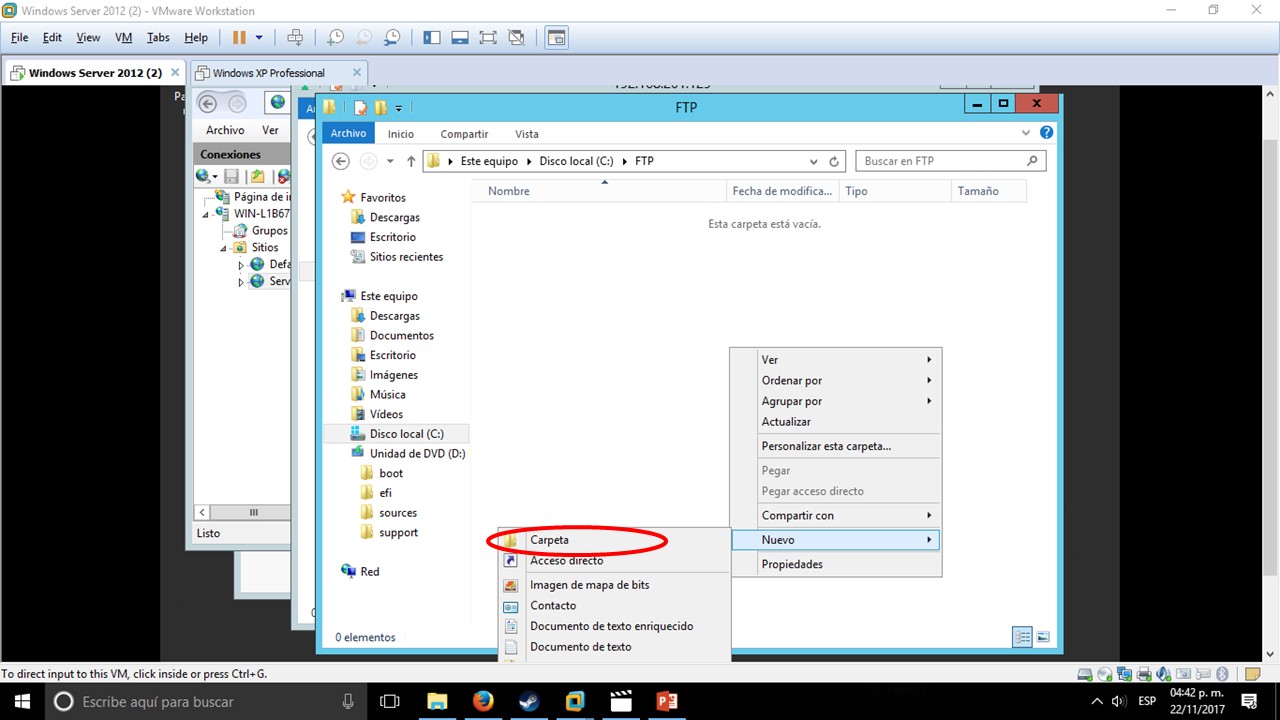 Windows Server 2012 (2) - VMware Workstation
File Edit View VM Tabs Help
Windows Server 2012 (2)
Windows XP Professional
FTP
Archivo Ver
Conexiones
Página de i
WIN-L1B67
Grupos
Sitios
Defa
Serv
Listo
Archivo Inicio Compartir Vista
Este equipo Disco local (C:) FTP
Buscar en FTP
Nombre Fecha de modifica... Tipo Tamaño
Esta carpeta está vacía.
Favoritos
Descargas
Escritorio
Sitios recientes
Este equipo
Descargas
Documentos
Escritorio
Imágenes
Música
Vídeos
Disco local (C:)
Unidad de DVD (D:)
boot
efi
sources
support
Red
0 elementos
Ver
Ordenar por
Agrupar por
Actualizar
Personalizar esta carpeta...
Pegar
Pegar acceso directo
Compartir con
Nuevo
Propiedades
Carpeta
Acceso directo
Imagen de mapa de bits
Contacto
Documento de texto enriquecido
Documento de texto
To direct input to this VM, click inside or press Ctrl+G.
Escribe aquí para buscar
ESP
04:42 p. m.
22/11/2017